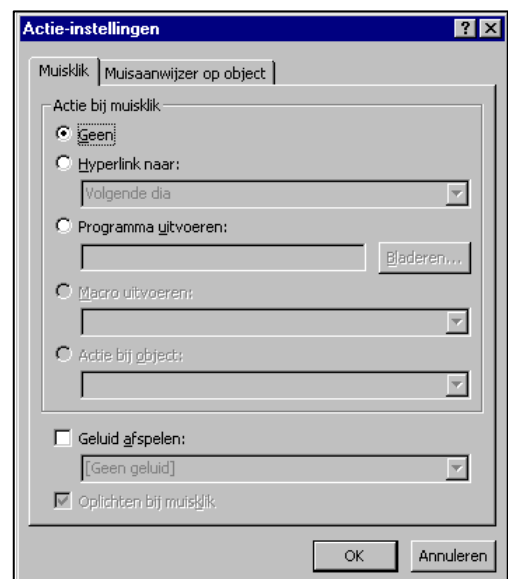 Actie-instellingen
Muisklik
Muisaanwijzer op object
Actie bij muisklik
Geen
Hyperlink naar:
Volgende dia
Programma uitvoeren:
Bladeren...
Macro uitvoeren:
Actie bij object:
Geluid afspelen:
[Geen geluid]
Oplichten bij muisklik
OK
Annuleren